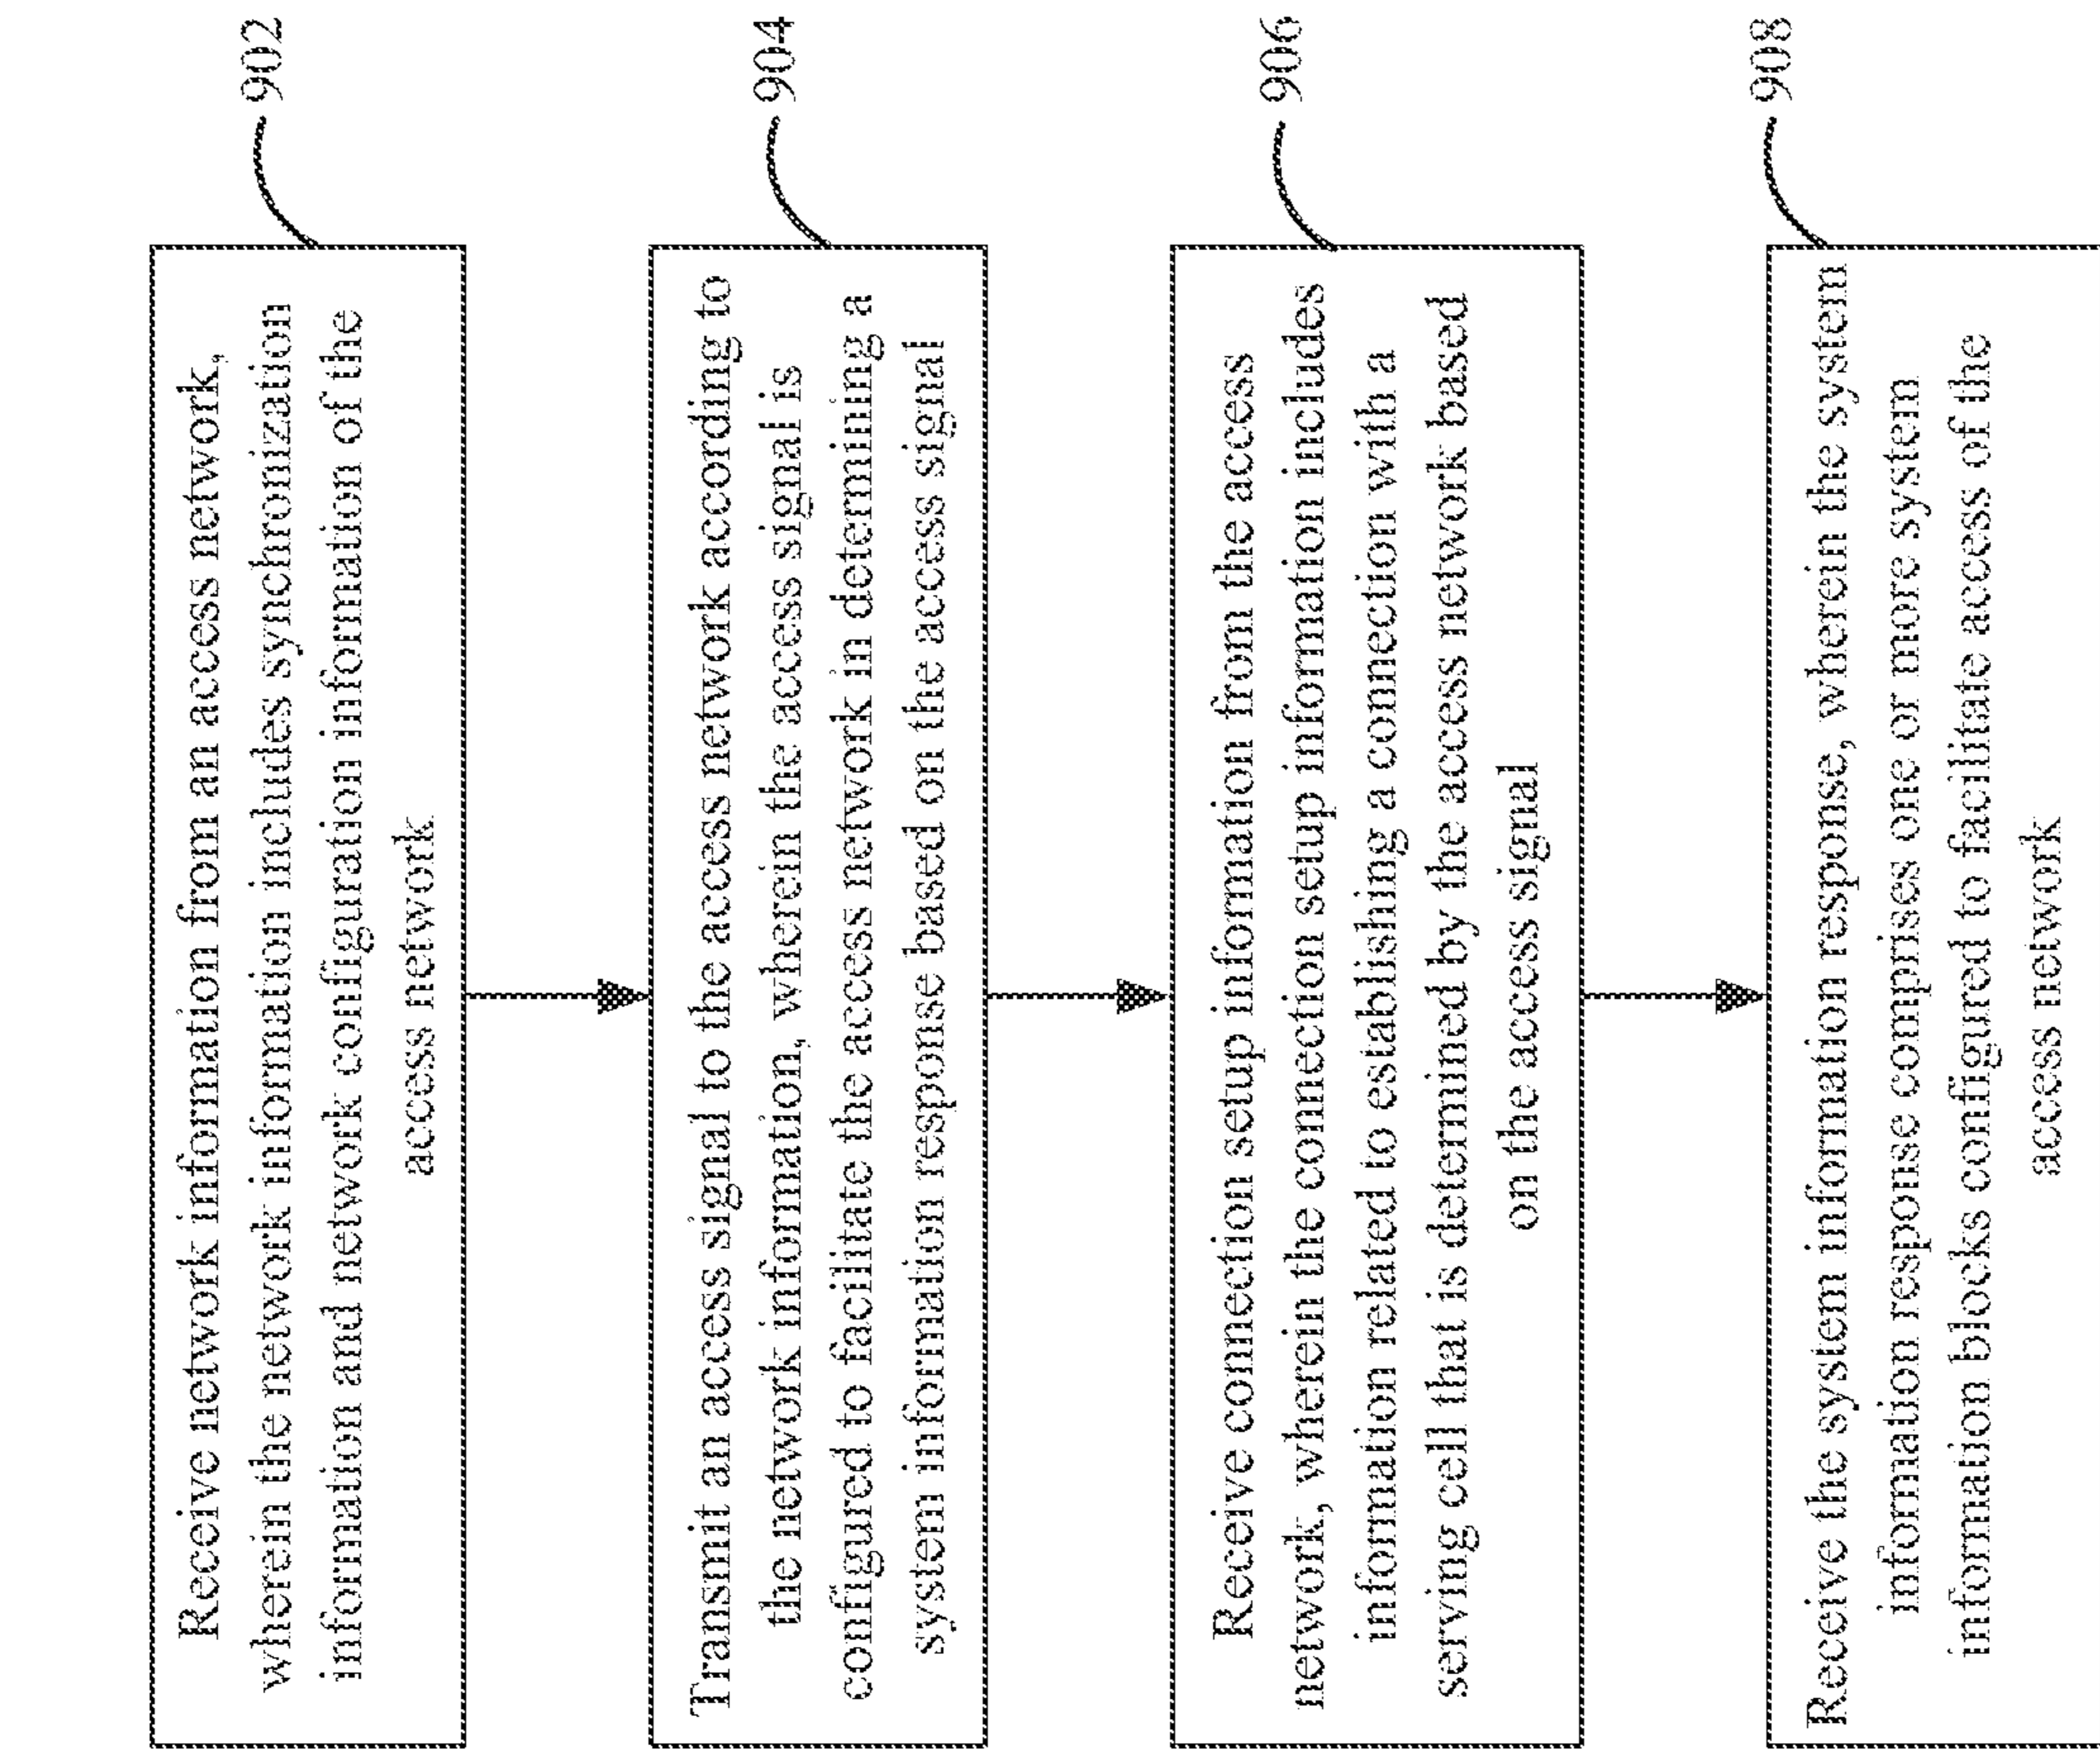 Receive network information from an access network,
wherein the network information includes synchronization
information and network configuration information of the
access network
902
Transmit an access signal to the access network according to
the network information, wherein the access signal is
configured to facilitate the access network in determining a
system information response based on the access signal
904
Receive connection setup information from the access
network, wherein the connection setup information includes
information related to establishing a connection with a
serving cell that is determined by the access network based
on the access signal
906
Receive the system information response, wherein the system
information response comprises one or more system
information blocks configured to facilitate access of the
access network
908